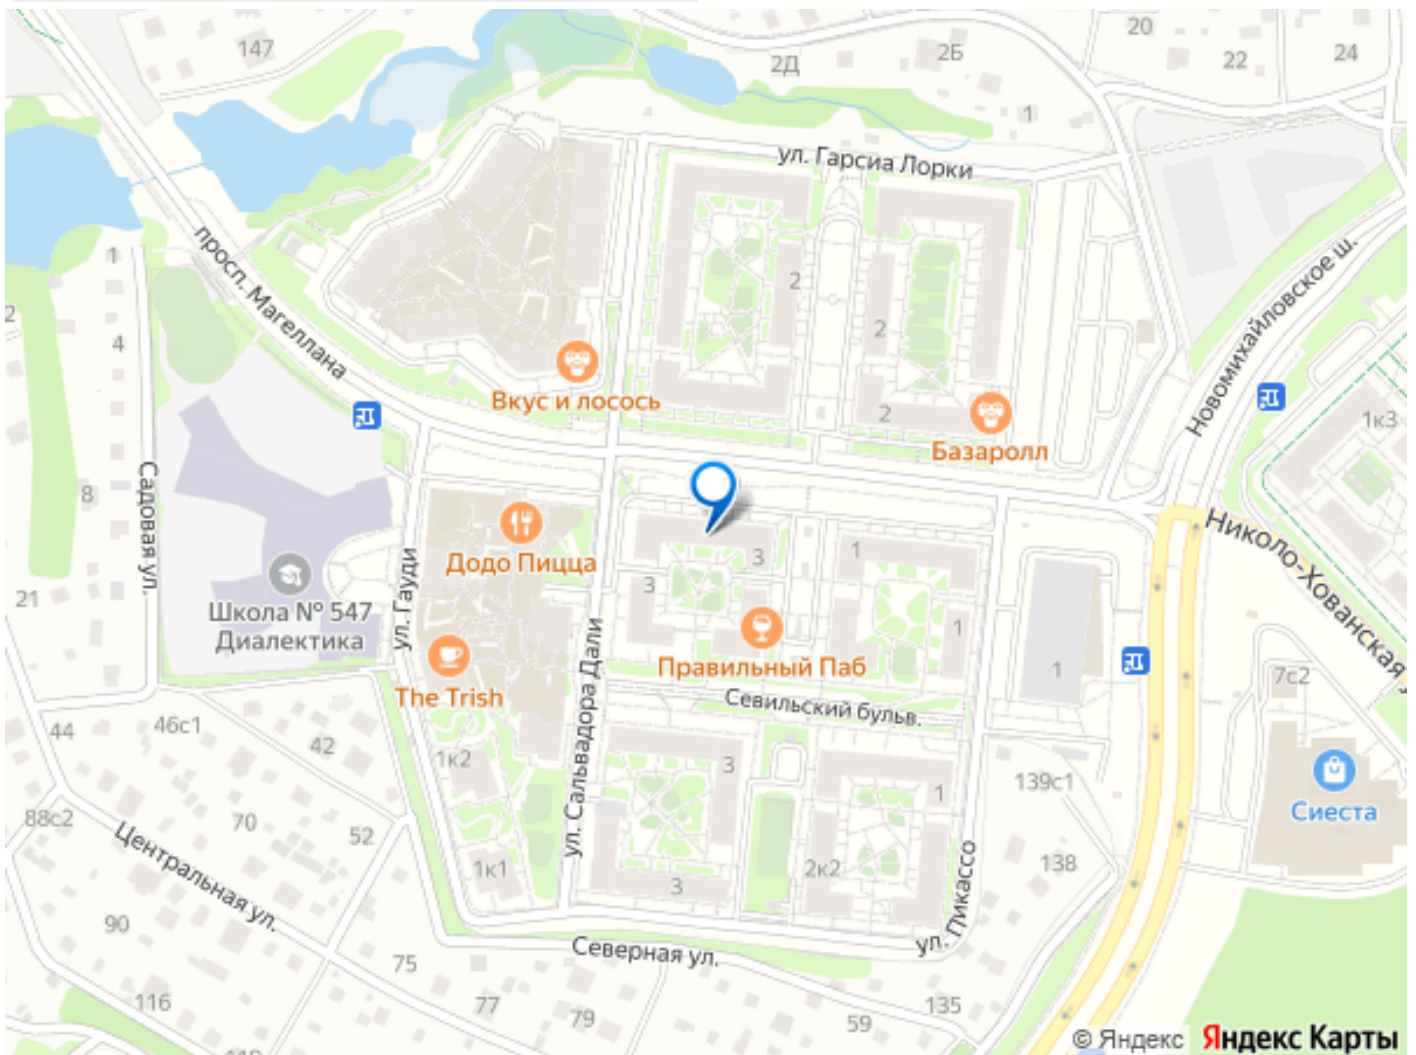 147
2Д
2Б
20
22
24
1
ул. Гарсиа Лорки
просп. Магеллана
Новомихайловское ш.
1
2
4
2
2
2
Вкус и лосось
Базаролл
1к3
8
Садовая ул.
Николо-Хованская у
Додо Пицца
3
1
21
Школа № 547
Диалектика
ул. Гауди
3
1
1
The Trish
Правильный Паб
7с2
Севильский бульв.
44
46с1
42
1к2
ул. Сальвадора Дали
3
1
139с1
Сиеста
88с2
70
52
Центральная ул.
1к1
3
2к2
138
ул. Пикассо
90
Северная ул.
75
116
77
79
59
135
© Яндекс Яндекс Карты